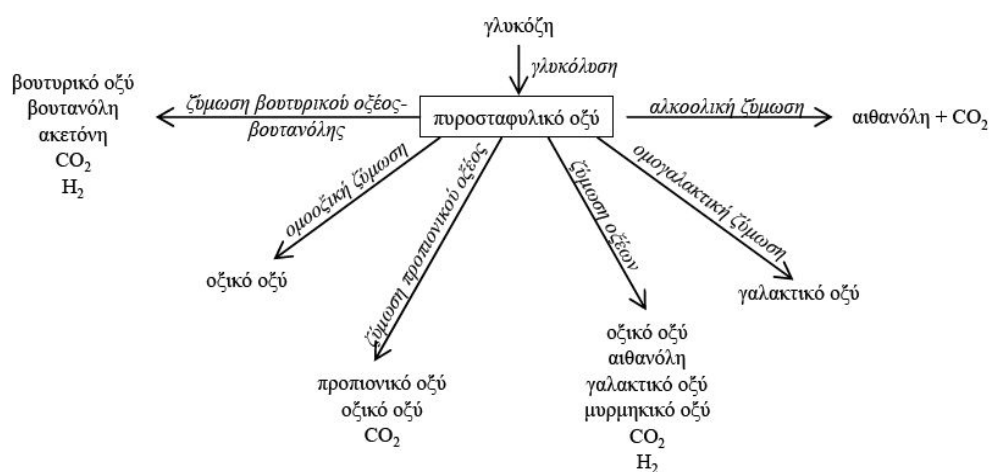 γλυκόζη
γλυκόλυση
πυροσταφυλικό οξύ
ζύμωση βουτυρικού οξέος-
βουτανόλης
βουτυρικό οξύ
βουτανόλη
ακετόνη
CO₂
H₂
αλκοολική ζύμωση
αιθανόλη + CO₂
ομοοξική ζύμωση
οξικό οξύ
ζύμωση προπιονικού οξέος
προπιονικό οξύ
οξικό οξύ
CO₂
ζύμωση οξέων
οξικό οξύ
αιθανόλη
γαλακτικό οξύ
μυρμηκικό οξύ
CO₂
H₂
ομογαλακτική ζύμωση
γαλακτικό οξύ